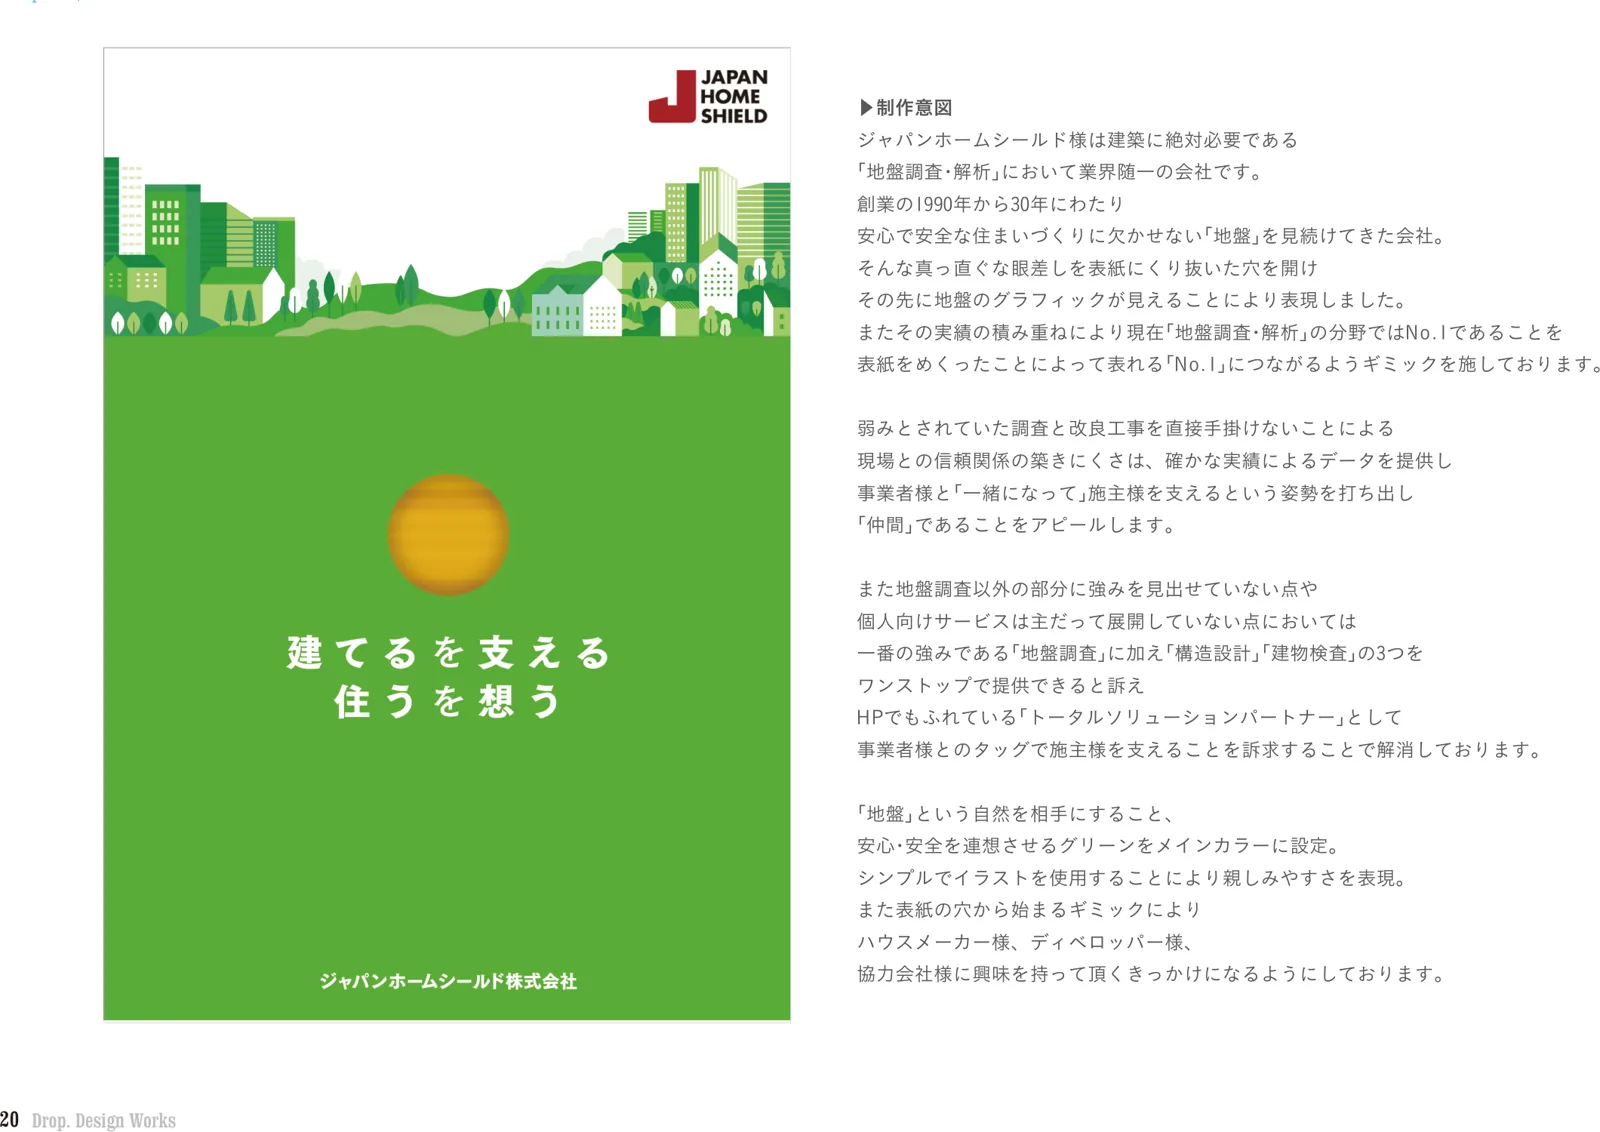 JAPAN
HOME
SHIELD
建てるを支える
住うを想う
ジャパンホームシールド株式会社
▶制作意図
ジャパンホームシールド様は建築に絶対必要である
「地盤調査・解析」において業界随一の会社です。
創業の1990年から30年にわたり
安心で安全な住まいづくりに欠かせない「地盤」を見続けてきた会社。
そんな真っ直ぐな眼差しを表紙にくり抜いた穴を開け
その先に地盤のグラフィックが見えることにより表現しました。
またその実績の積み重ねにより現在「地盤調査・解析」の分野ではNo.1であることを
表紙をめくったことによって表れる「No.1」につながるようギミックを施しております。
弱みとされていた調査と改良工事を直接手掛けないことによる
現場との信頼関係の築きにくさは、確かな実績によるデータを提供し
事業者様と「一緒になって」施主様を支えるという姿勢を打ち出し
「仲間」であることをアピールします。
また地盤調査以外の部分に強みを見出せていない点や
個人向けサービスは主だって展開していない点においては
一番の強みである「地盤調査」に加え「構造設計」「建物検査」の3つを
ワンストップで提供できると訴え
HPでもふれている「トータルソリューションパートナー」として
事業者様とのタッグで施主様を支えることを訴求することで解消しております。
「地盤」という自然を相手にすること、
安心・安全を連想させるグリーンをメインカラーに設定。
シンプルでイラストを使用することにより親しみやすさを表現。
また表紙の穴から始まるギミックにより
ハウスメーカー様、ディベロッパー様、
協力会社様に興味を持って頂くきっかけになるようにしております。
20 Drop. Design Works